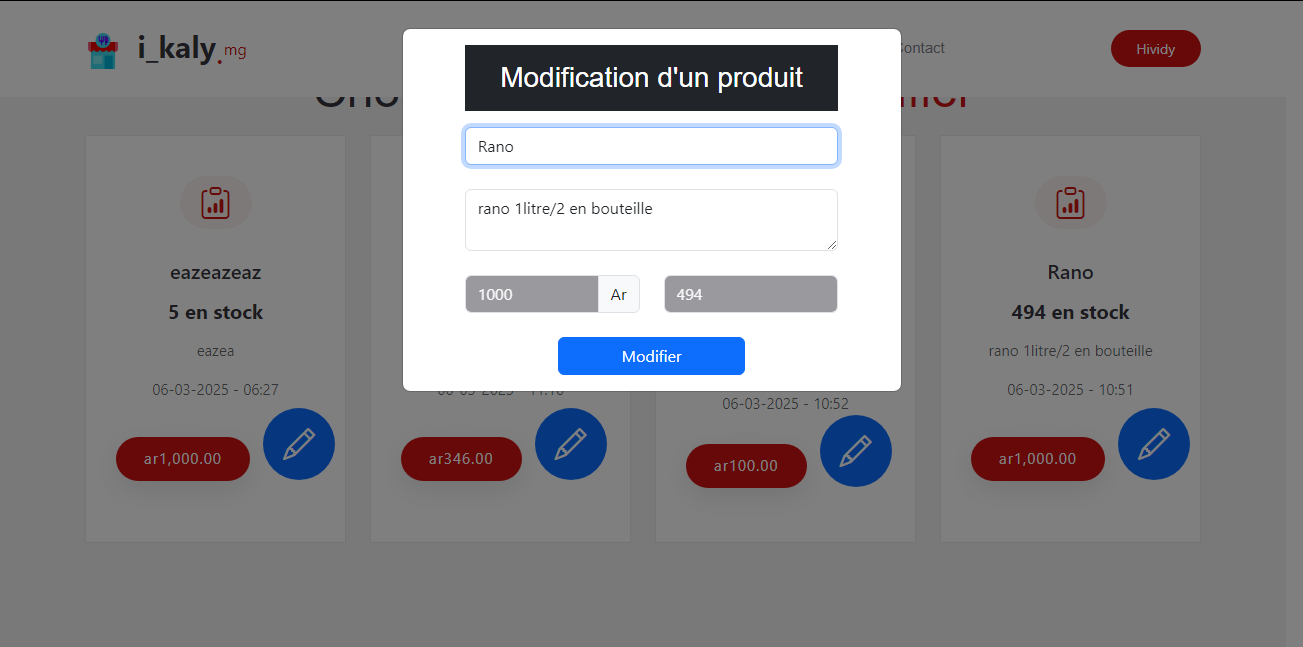 i_kaly.mg
Contact
Hividy
Modification d'un produit
Rano
rano 1litre/2 en bouteille
1000 Ar 494
Modifier
eazeazeaz
5 en stock
eazea
06-03-2025 - 06:27
ar1,000.00
ar346.00
06-03-2025 - 10:52
ar100.00
Rano
494 en stock
rano 1litre/2 en bouteille
06-03-2025 - 10:51
ar1,000.00